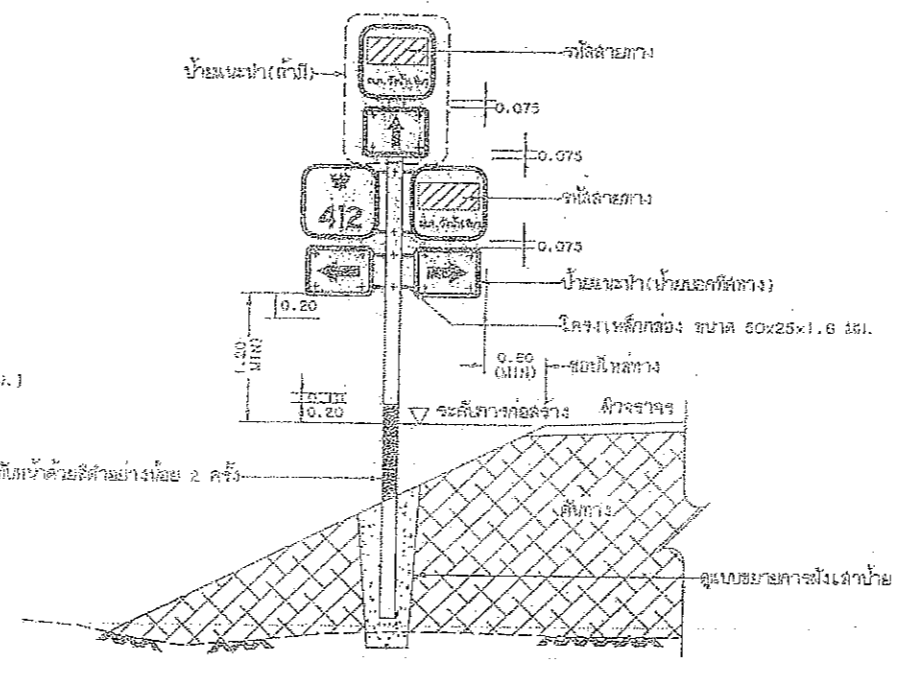 รหัสสายทาง
ป้ายแนะนำ(ถ้ามี)
0.075
0.075
412
รหัสสายทาง
0.075
ป้ายแนะนำ(ป้ายบอกทิศทาง)
0.20
โครงเหล็กกล่อง ขนาด 50x25x1.6 มม.
1.20
(MIN)
0.50
(MIN)
ขอบไหล่ทาง
0.20
ระดับทางก่อสร้าง
ผิวจราจร
ทับหน้าด้วยสีดำอย่างน้อย 2 ครั้ง
คันทาง
ดูแบบขยายการฝังเสาป้าย